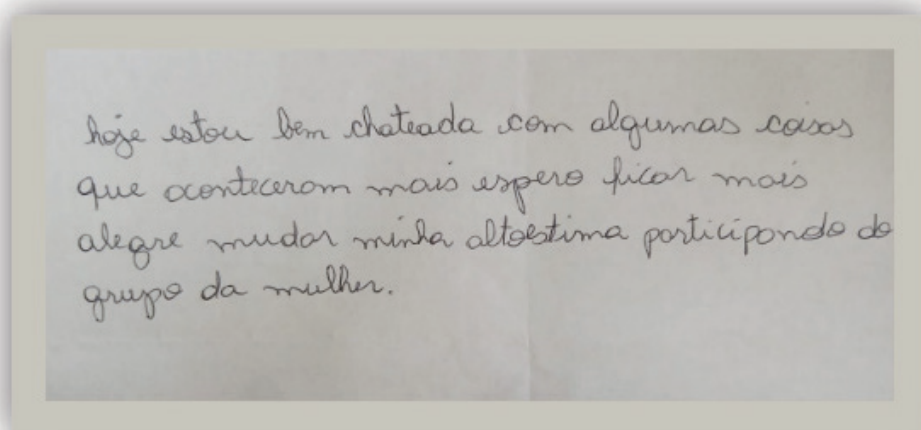 hoje estou bem chateada com algumas coisas
que aconteceram mais espero ficar mais
alegre mudar minha altoestima participando do
grupo da mulher.